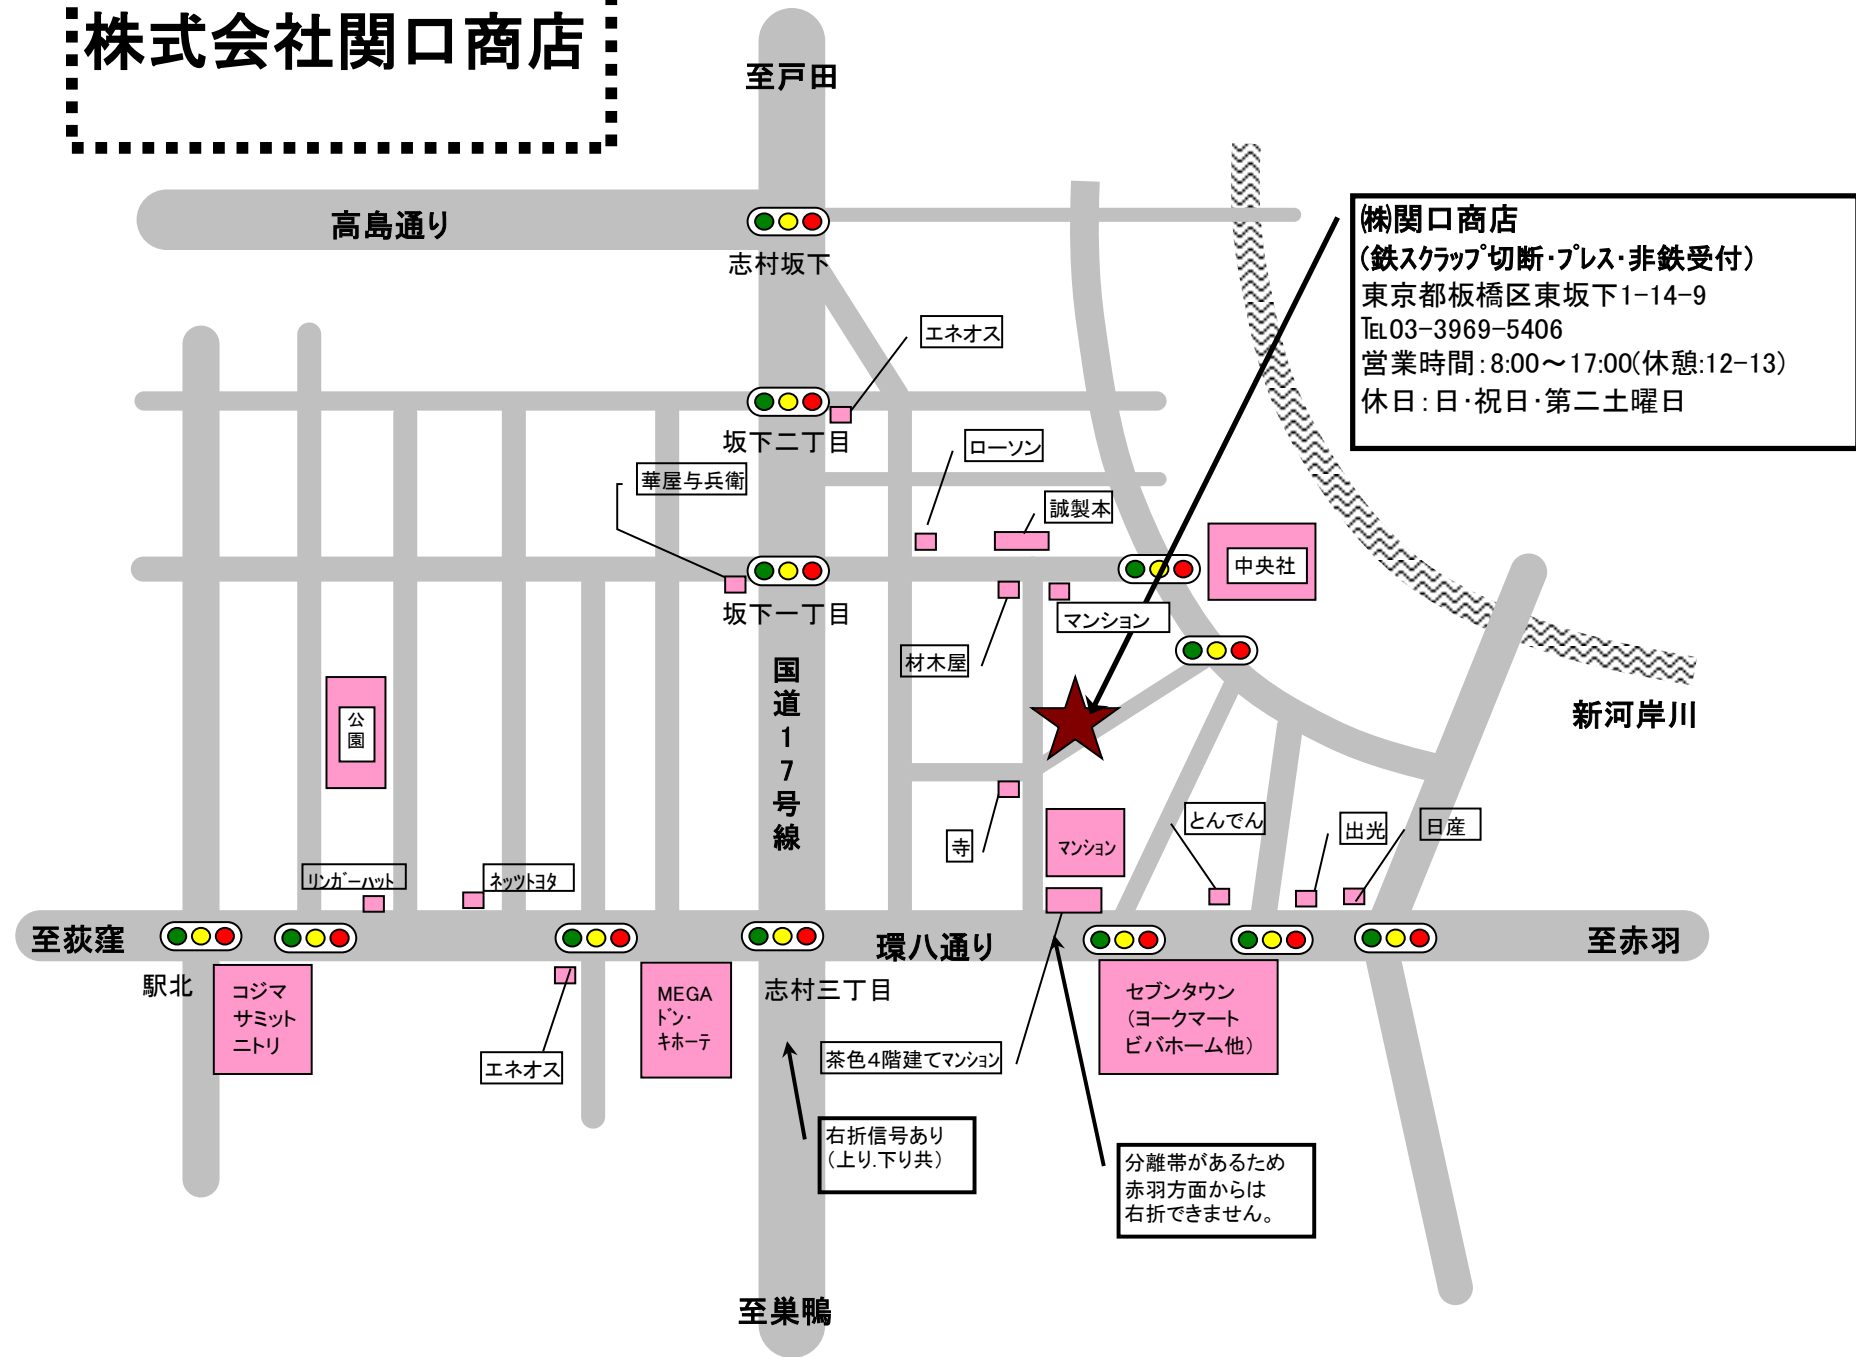 株式会社関口商店
至戸田
高島通り
志村坂下
㈱関口商店
(鉄スクラップ切断・プレス・非鉄受付)
東京都板橋区東坂下1-14-9
℡03-3969-5406
営業時間:8:00～17:00(休憩:12-13)
休日:日・祝日・第二土曜日
エネオス
坂下二丁目
ローソン
華屋与兵衛
誠製本
中央社
坂下一丁目
マンション
材木屋
国道17号線
公園
新河岸川
とんでん
出光
日産
寺
マンション
リンガーハット
ネッツトヨタ
至荻窪
環八通り
至赤羽
駅北
コジマ
サミット
ニトリ
MEGA
ドン・
キホーテ
志村三丁目
セブンタウン
(ヨークマート
ビバホーム他)
エネオス
茶色4階建てマンション
右折信号あり
(上り.下り共)
分離帯があるため
赤羽方面からは
右折できません。
至巣鴨